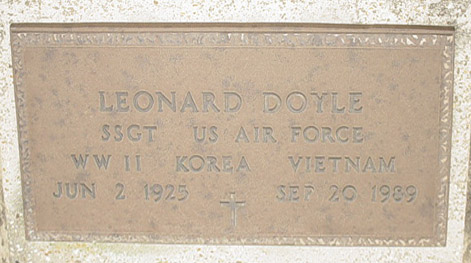 LEONARD DOYLE
SSGT US AIR FORCE
WW II KOREA VIETNAM
JUN 2 1925 SEP 20 1989